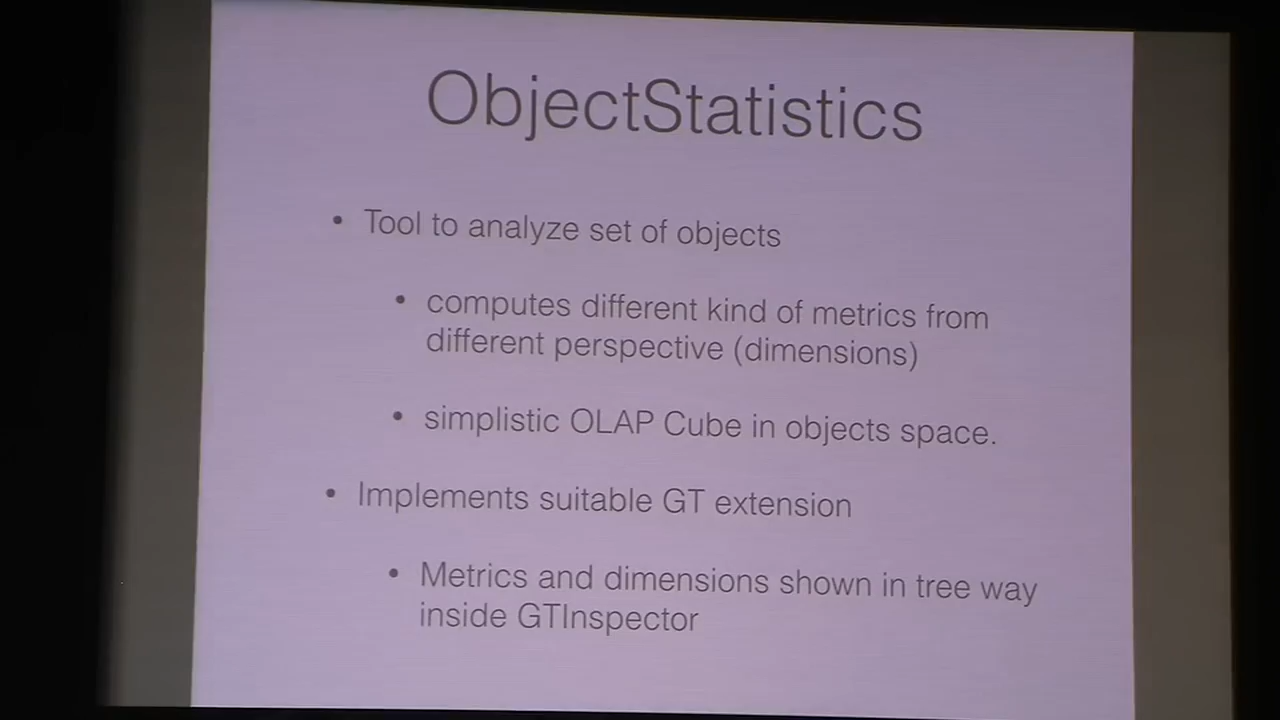 ObjectStatistics
• Tool to analyze set of objects
• computes different kind of metrics from
different perspective (dimensions)
• simplistic OLAP Cube in objects space.
• Implements suitable GT extension
• Metrics and dimensions shown in tree way
inside GTInspector